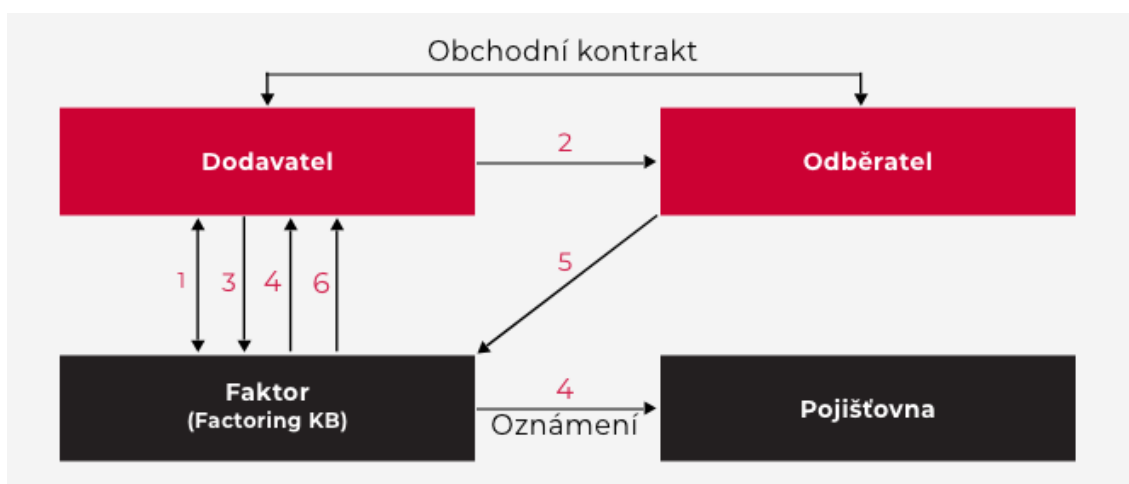 Obchodní kontrakt
Dodavatel
2
Odběratel
1
3
4
6
5
Faktor
(Factoring KB)
4
Oznámení
Pojišťovna